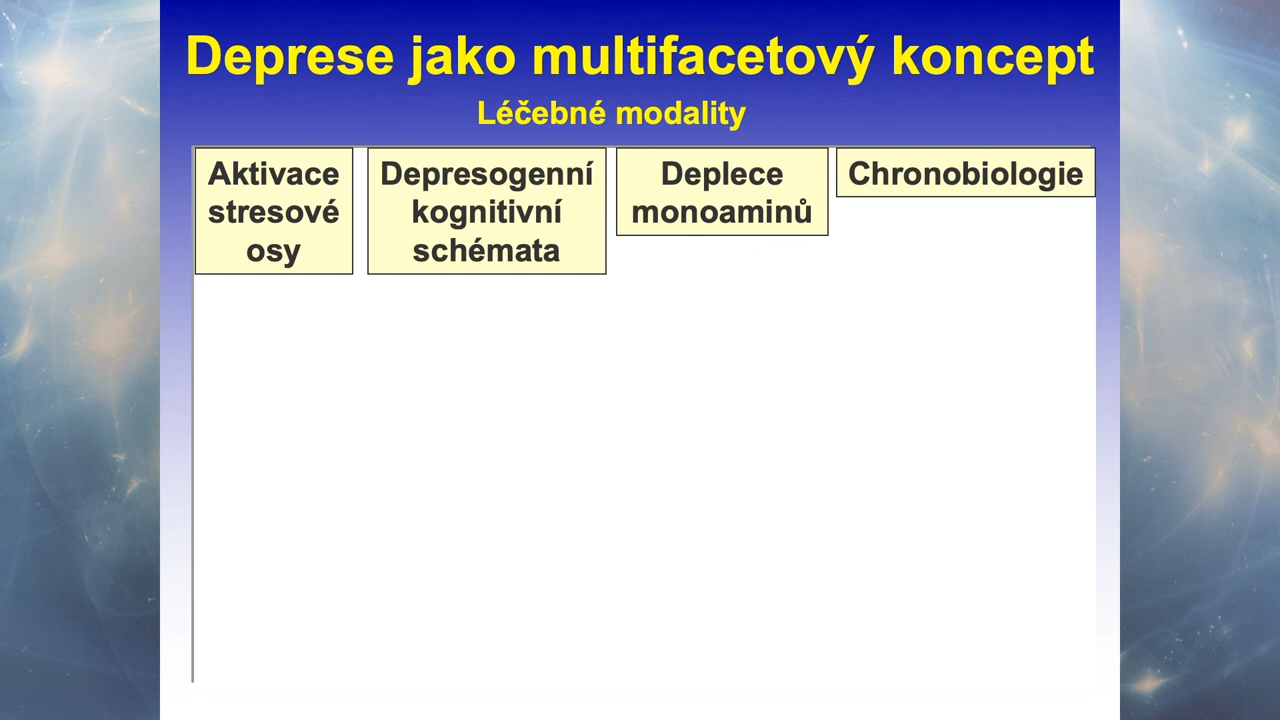 Deprese jako multifacetový koncept
Léčebné modality
Aktivace
stresové
osy
Depresogenní
kognitivní
schémata
Deplece
monoaminů
Chronobiologie